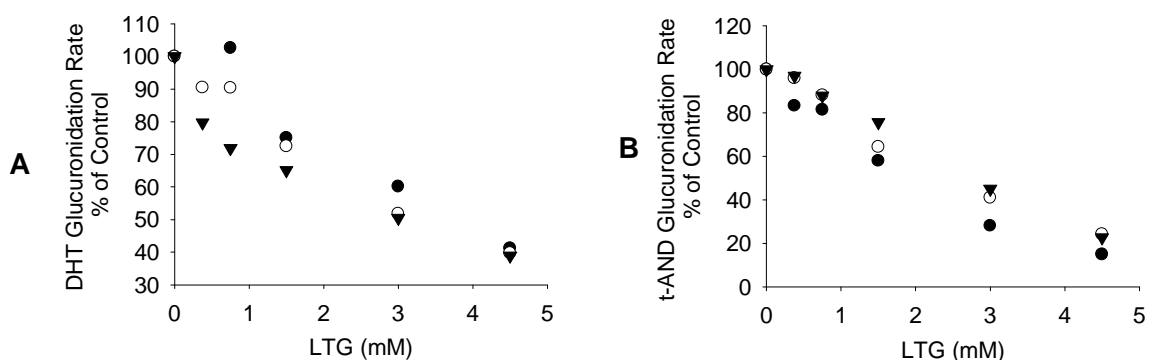 A
DHT Glucuronidation Rate
% of Control
110
100
90
80
70
60
50
40
30
0 1 2 3 4 5
LTG (mM)
B
t-AND Glucuronidation Rate
% of Control
120
100
80
60
40
20
0
0 1 2 3 4 5
LTG (mM)